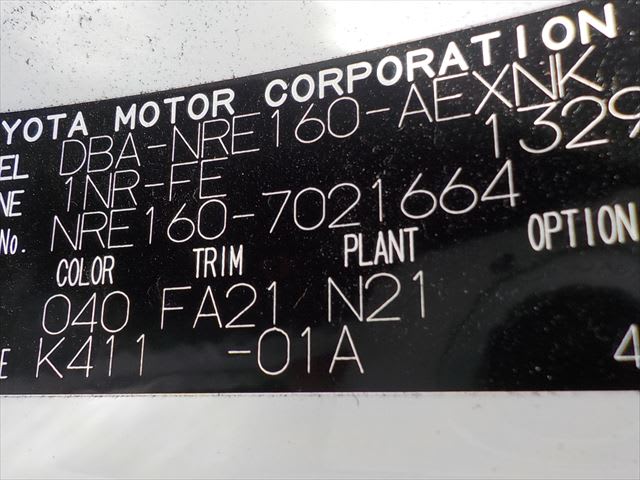 OYOTA MOTOR CORPORATION
EL DBA-NRE160-AEXNK
NE 1NR-FE 1329
No. NRE160-7021664
COLOR TRIM PLANT OPTION
040 FA21 N21
E K411 -01A 4